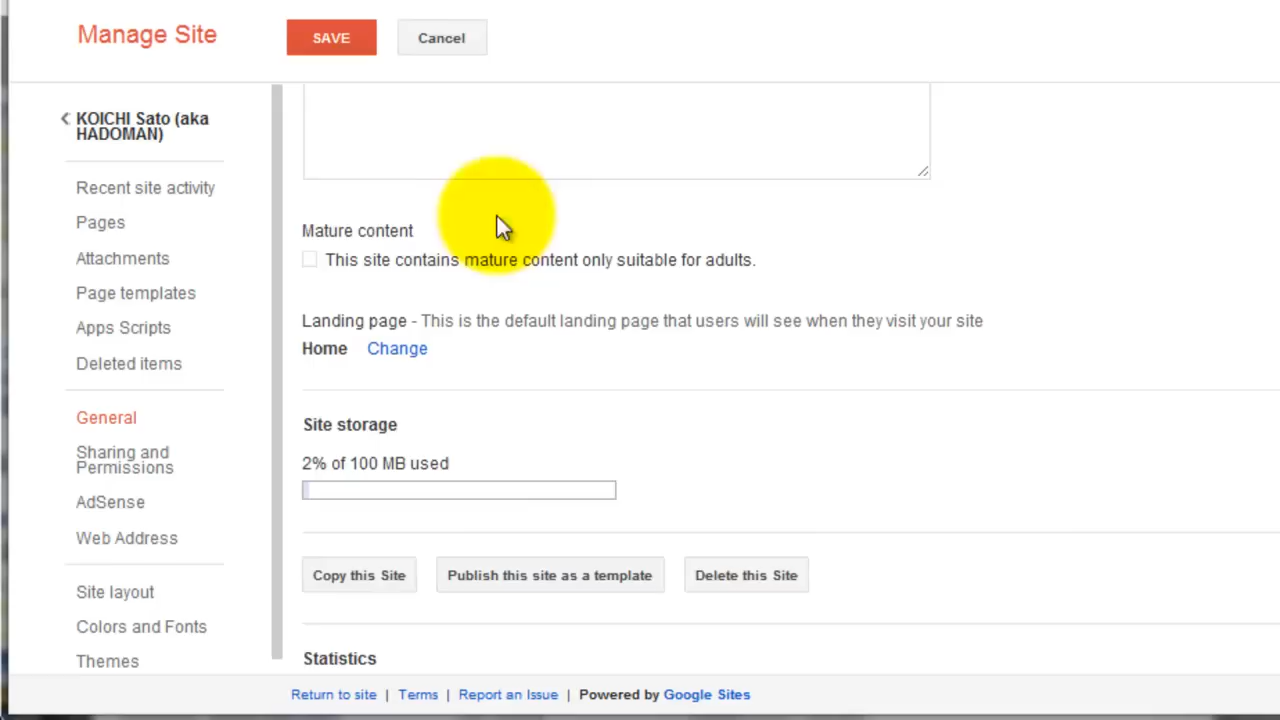 Manage Site
SAVE
Cancel
KOICHI Sato (aka
HADOMAN)
Recent site activity
Pages
Attachments
Page templates
Apps Scripts
Deleted items
General
Sharing and
Permissions
AdSense
Web Address
Site layout
Colors and Fonts
Themes
Mature content
This site contains mature content only suitable for adults.
Landing page - This is the default landing page that users will see when they visit your site
Home Change
Site storage
2% of 100 MB used
Copy this Site
Publish this site as a template
Delete this Site
Statistics
Return to site | Terms | Report an Issue | Powered by Google Sites